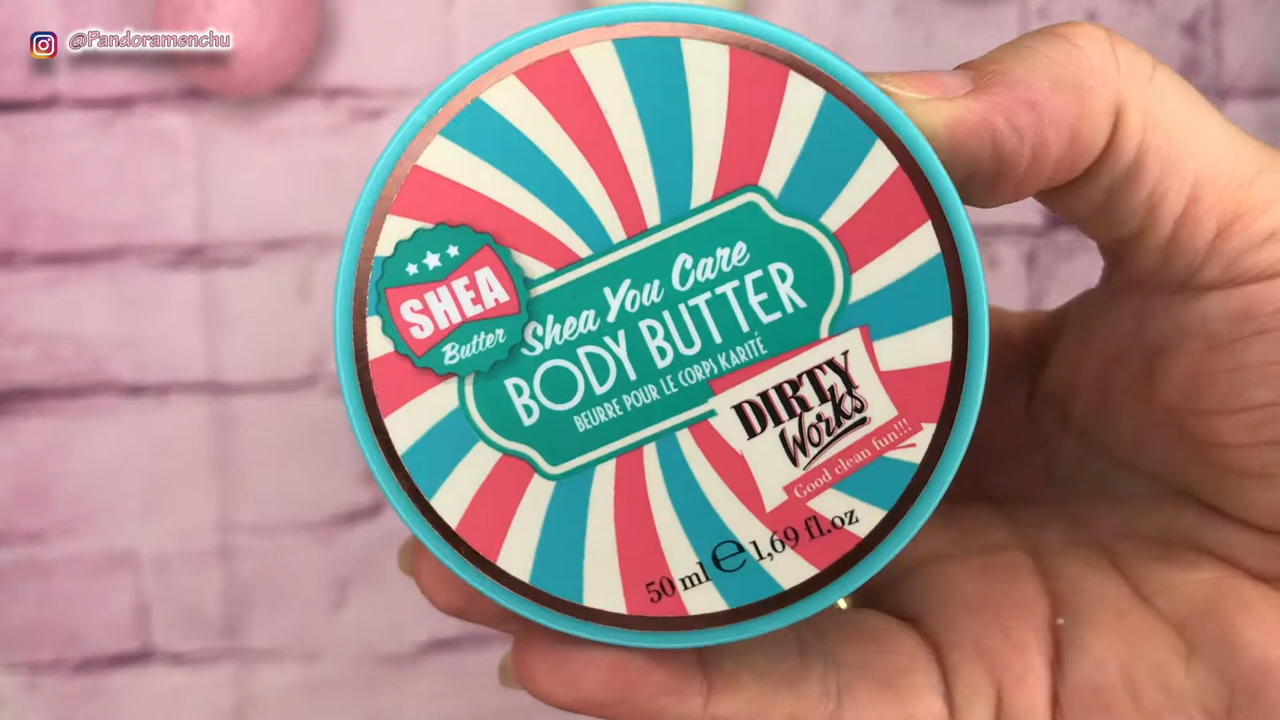 @Pandoramenchu
SHEA
Butter
Shea You Care
BODY BUTTER
BEURRE POUR LE CORPS KARITÉ
DIRTY
Works
Good clean fun!!!
50 ml ℮ 1,69 fl.oz